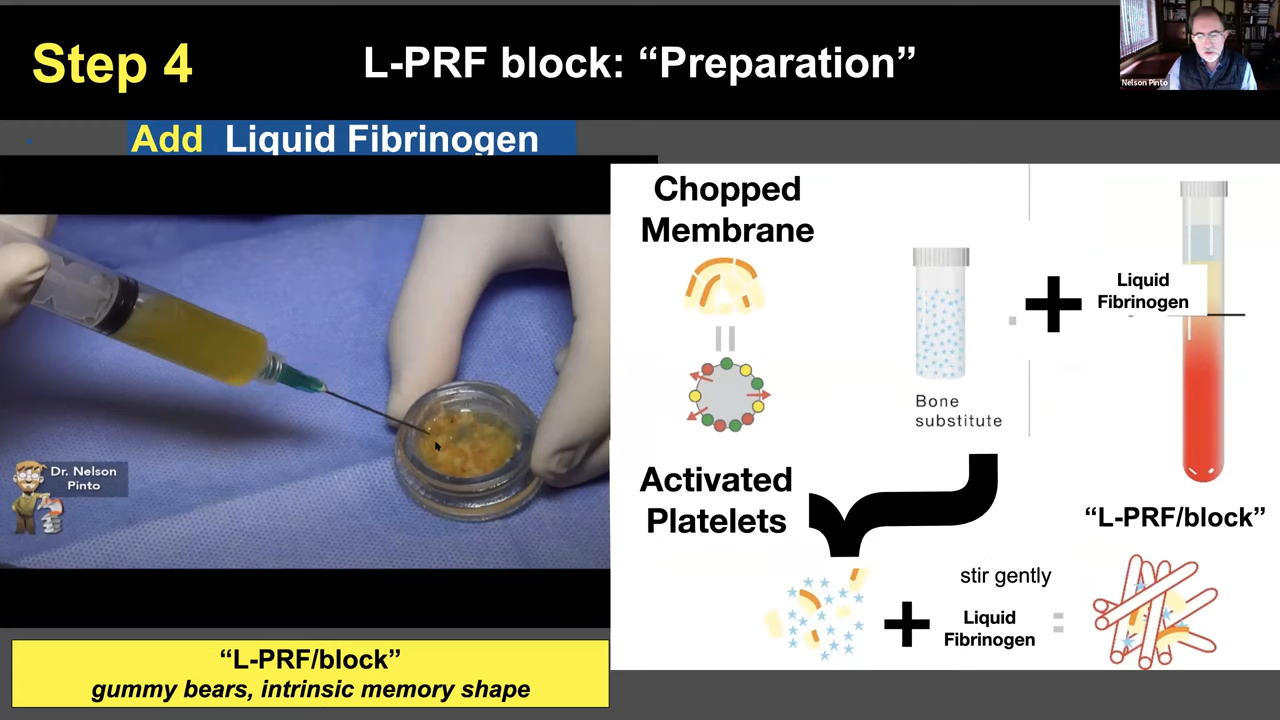 Step 4
L-PRF block: “Preparation”
Nelson Pinto
Add Liquid Fibrinogen
Dr. Nelson
Pinto
“L-PRF/block”
gummy bears, intrinsic memory shape
Chopped
Membrane
Activated
Platelets
Bone
substitute
Liquid
Fibrinogen
“L-PRF/block”
stir gently
Liquid
Fibrinogen